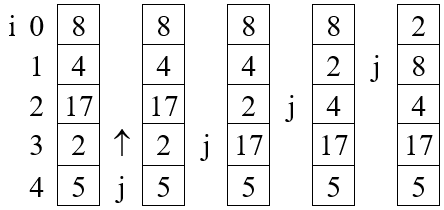 i 0 8 8 8 8 2
1 4 4 4 2 j 8
2 17 17 2 j 4 4
3 2 ↑ 2 j 17 17 17
4 5 j 5 5 5 5